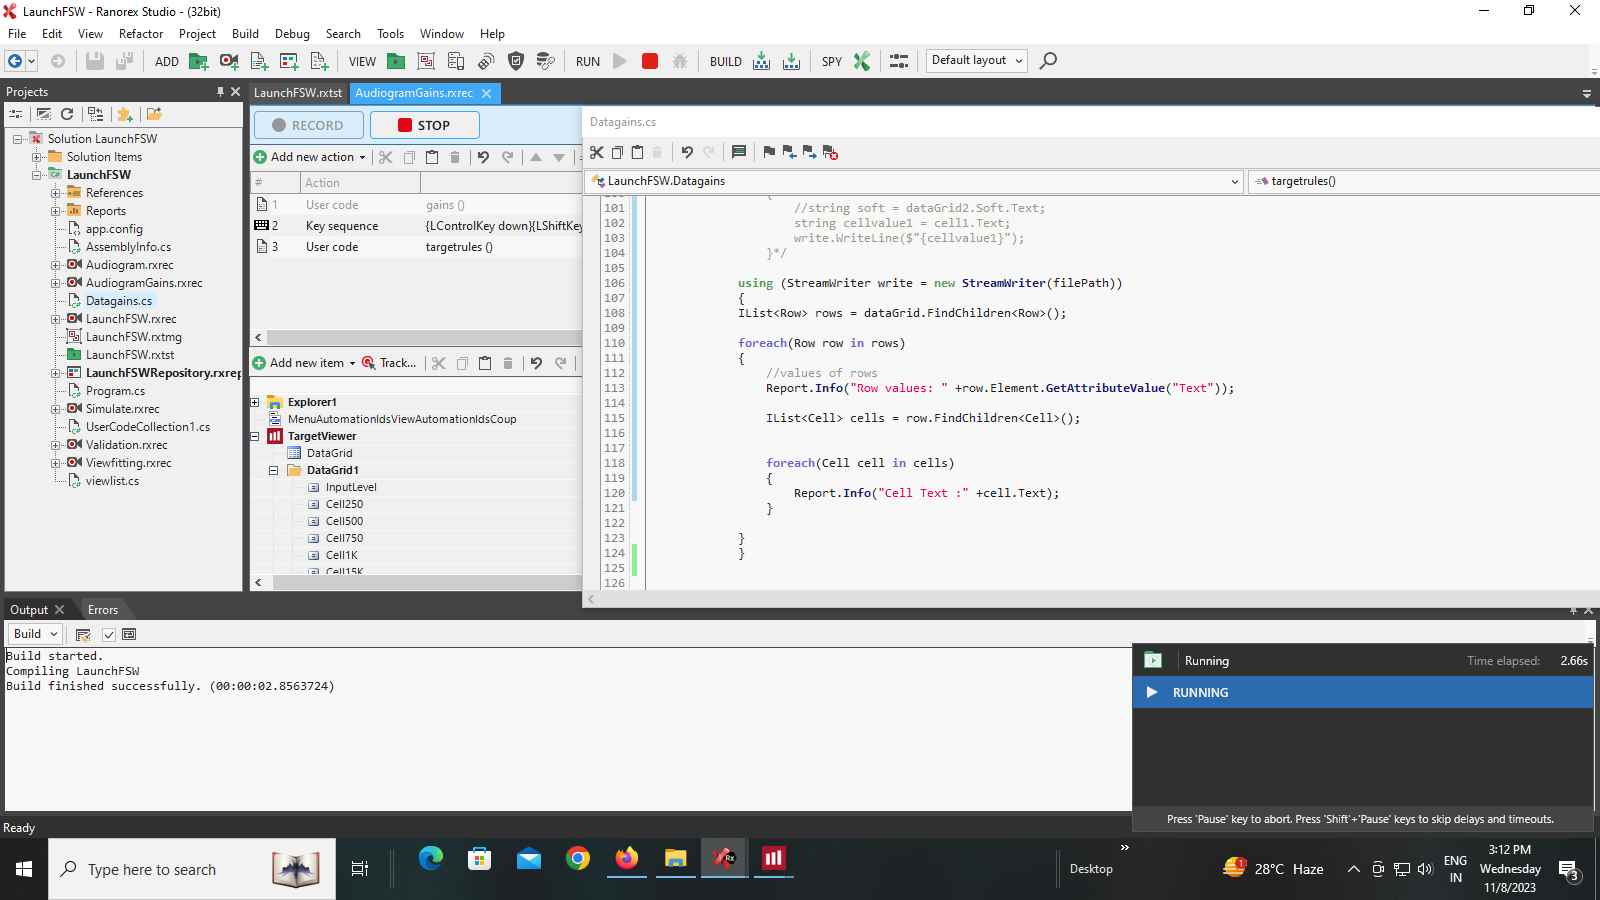 LaunchFSW - Ranorex Studio - (32bit)
File Edit View Refactor Project Build Debug Search Tools Window Help
ADD VIEW RUN BUILD SPY Default layout
Projects
LaunchFSW.rxtst AudiogramGains.rxrec
Solution LaunchFSW
Solution Items
LaunchFSW
References
Reports
app.config
AssemblyInfo.cs
Audiogram.rxrec
AudiogramGains.rxrec
Datagains.cs
LaunchFSW.rxrec
LaunchFSW.rxtmg
LaunchFSW.rxtst
LaunchFSWRepository.rxrep
Program.cs
Simulate.rxrec
UserCodeCollection1.cs
Validation.rxrec
Viewfitting.rxrec
viewlist.cs
RECORD STOP
Add new action
# Action
1 User code gains ()
2 Key sequence {LControlKey down}{LShiftKey
3 User code targetrules ()
Add new item Track...
Explorer1
MenuAutomationIdsViewAutomationIdsCoup
TargetViewer
DataGrid
DataGrid1
InputLevel
Cell250
Cell500
Cell750
Cell1K
Cell15K
Datagains.cs
LaunchFSW.Datagains targetrules()
{
101 //string soft = dataGrid2.Soft.Text;
102 string cellvalue1 = cell1.Text;
103 write.WriteLine($"{cellvalue1}");
104 }*/
105
106 using (StreamWriter write = new StreamWriter(filePath))
107 {
108 IList<Row> rows = dataGrid.FindChildren<Row>();
109
110 foreach(Row row in rows)
111 {
112 //values of rows
113 Report.Info("Row values: " +row.Element.GetAttributeValue("Text"));
114
115 IList<Cell> cells = row.FindChildren<Cell>();
116
117
118 foreach(Cell cell in cells)
119 {
120 Report.Info("Cell Text :" +cell.Text);
121 }
122
123 }
124 }
125
126
Output Errors
Build
Build started.
Compiling LaunchFSW
Build finished successfully. (00:00:02.8563724)
Running Time elapsed: 2.66s
RUNNING
Press 'Pause' key to abort. Press 'Shift'+'Pause' keys to skip delays and timeouts.
Ready
Type here to search
Rx
Desktop
1
28°C Haze
ENG
IN
3:12 PM
Wednesday
11/8/2023
3